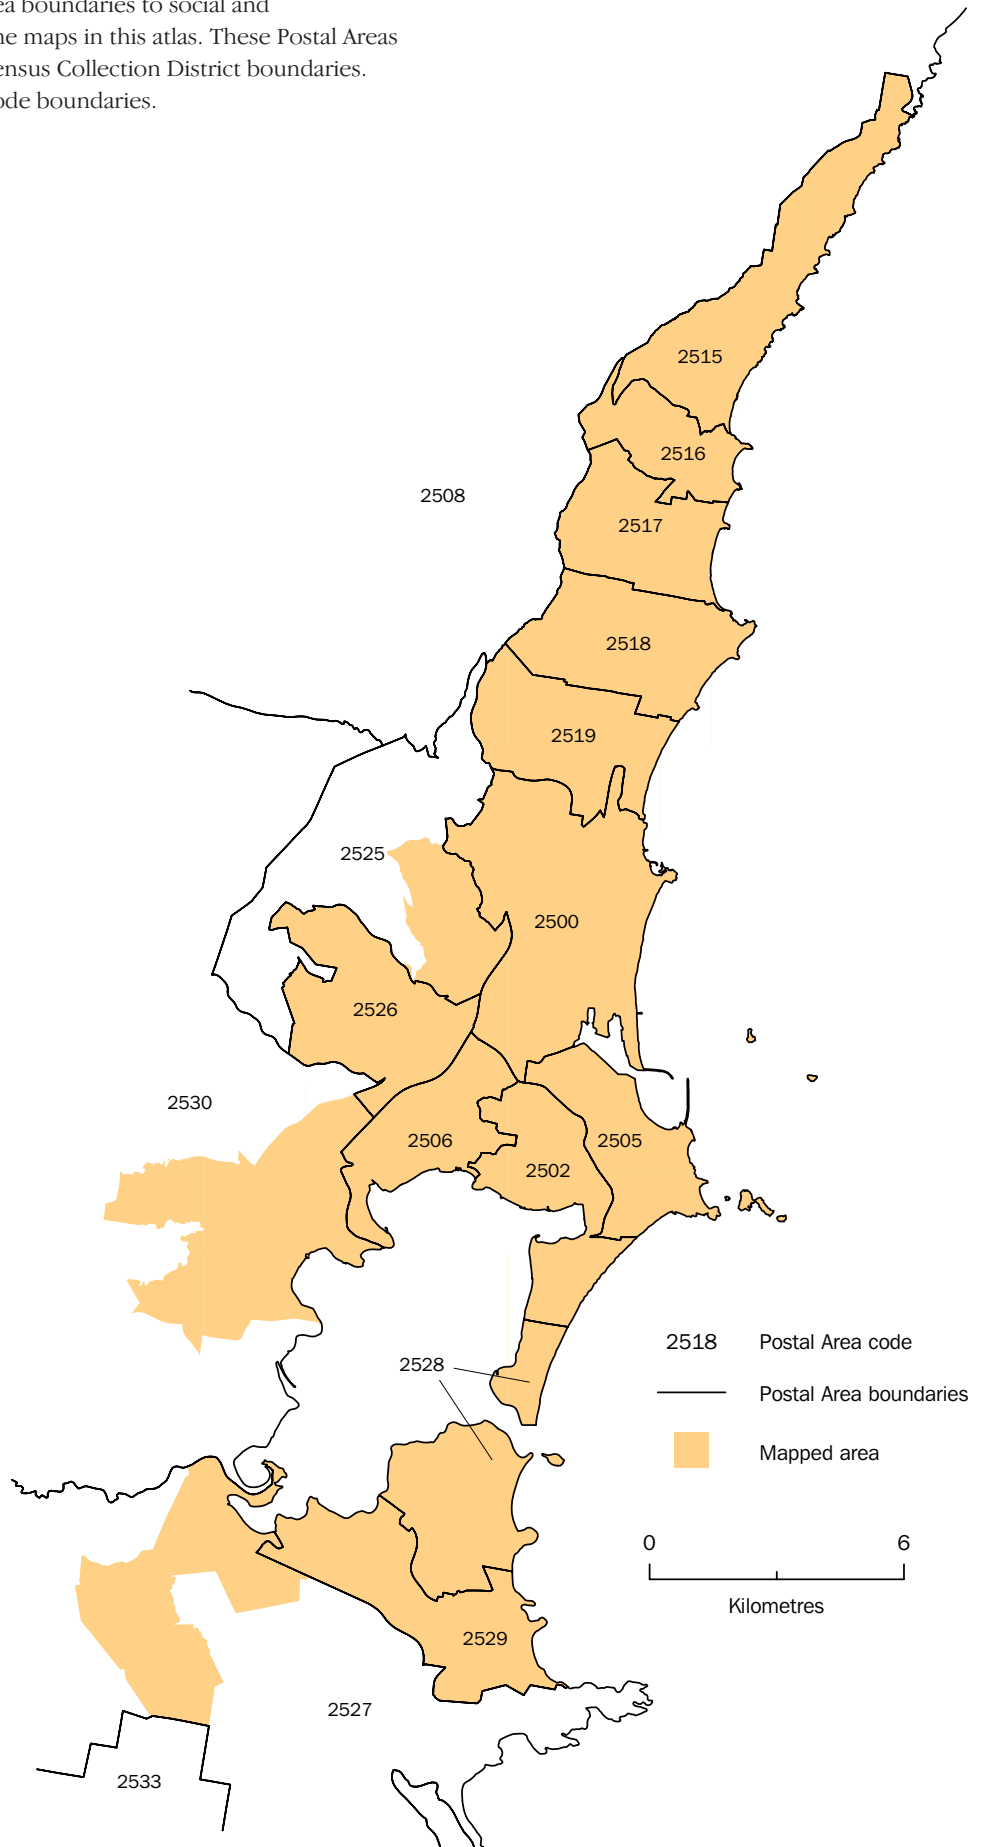 ea boundaries to social and
maps in this atlas. These Postal Areas
ensus Collection District boundaries.
ode boundaries.
2515
2516
2508
2517
2518
2519
2525
2500
2526
2530
2506
2505
2502
2518 Postal Area code
2528
Postal Area boundaries
Mapped area
0 6
Kilometres
2529
2527
2533